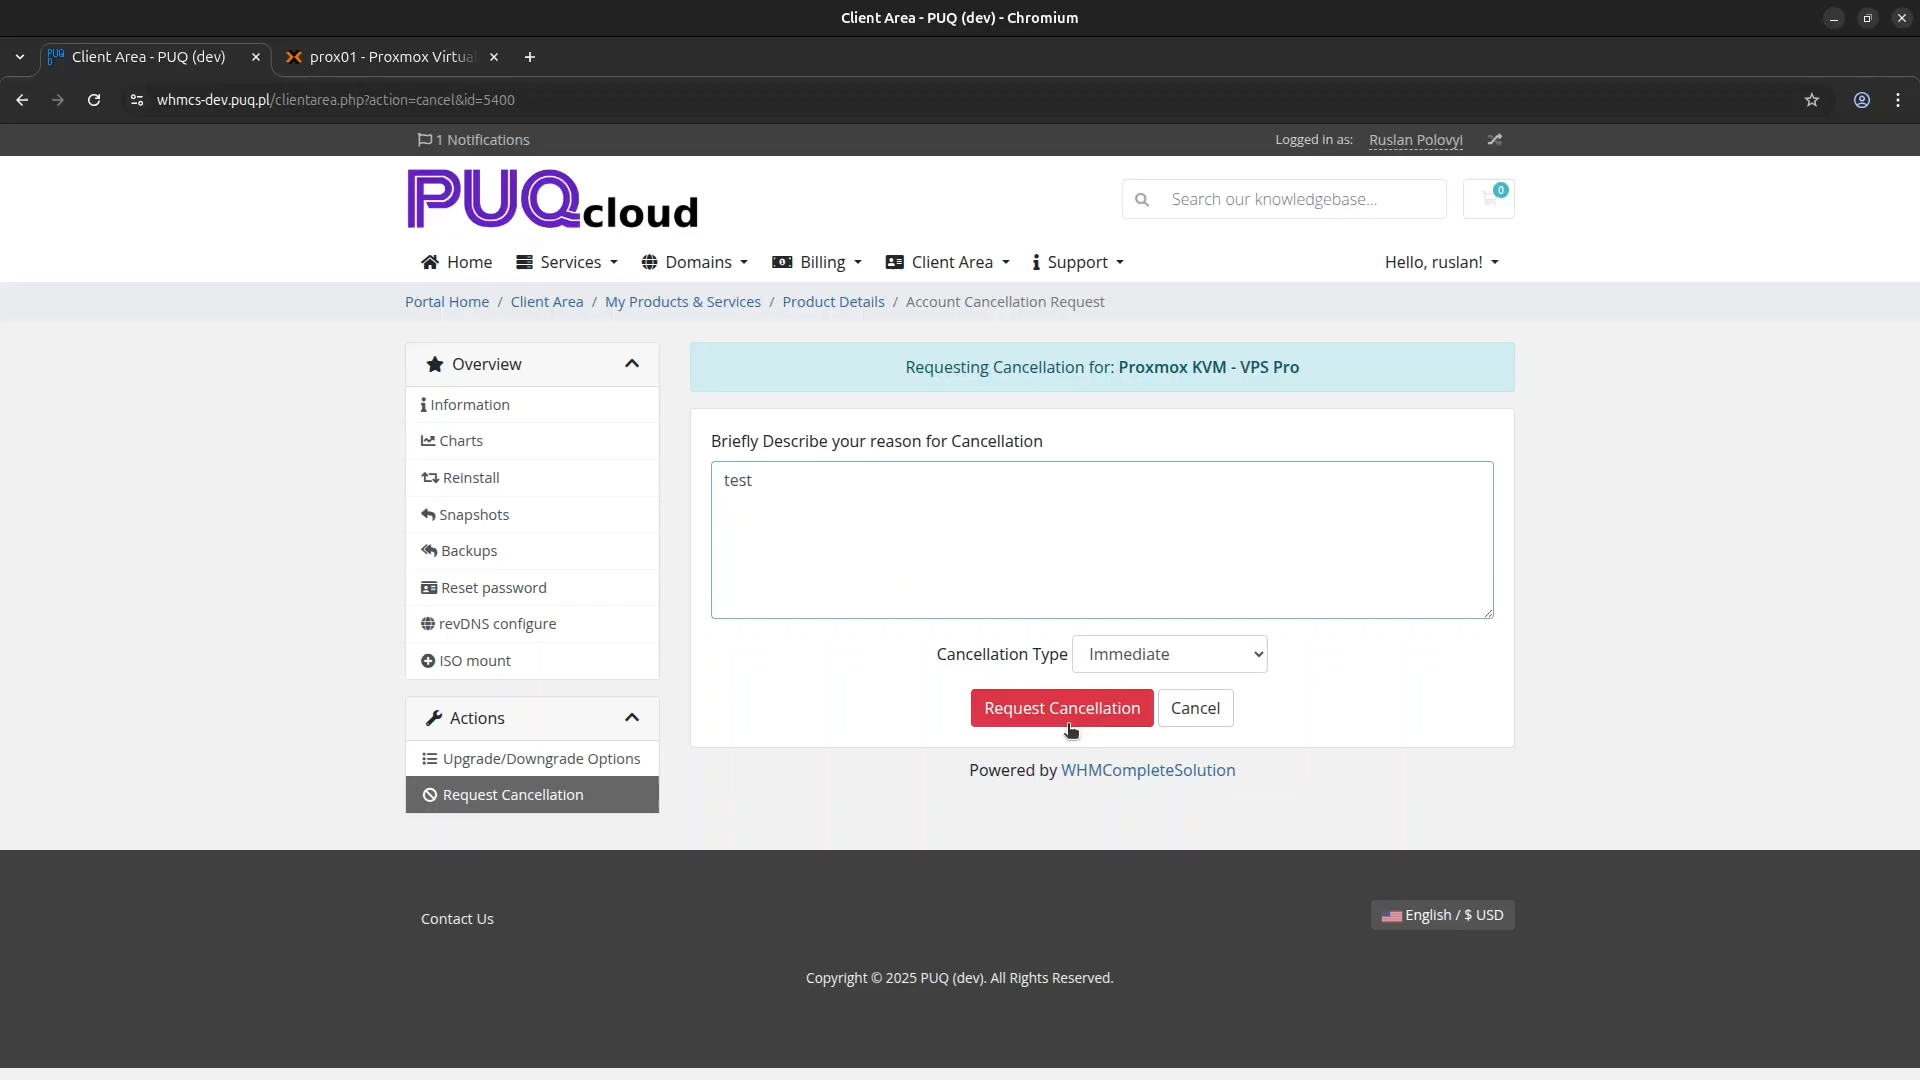 Client Area - PUQ (dev) - Chromium
Client Area - PUQ (dev)
prox01 - Proxmox Virtua
whmcs-dev.puq.pl/clientarea.php?action=cancel&id=5400
1 Notifications
Logged in as: Ruslan Polovyi
PUQcloud
Search our knowledgebase...
0
Home Services Domains Billing Client Area Support Hello, ruslan!
Portal Home / Client Area / My Products & Services / Product Details / Account Cancellation Request
Overview
Information
Charts
Reinstall
Snapshots
Backups
Reset password
revDNS configure
ISO mount
Actions
Upgrade/Downgrade Options
Request Cancellation
Requesting Cancellation for: Proxmox KVM - VPS Pro
Briefly Describe your reason for Cancellation
test
Cancellation Type Immediate
Request Cancellation Cancel
Powered by WHMCompleteSolution
Contact Us
English / $ USD
Copyright © 2025 PUQ (dev). All Rights Reserved.